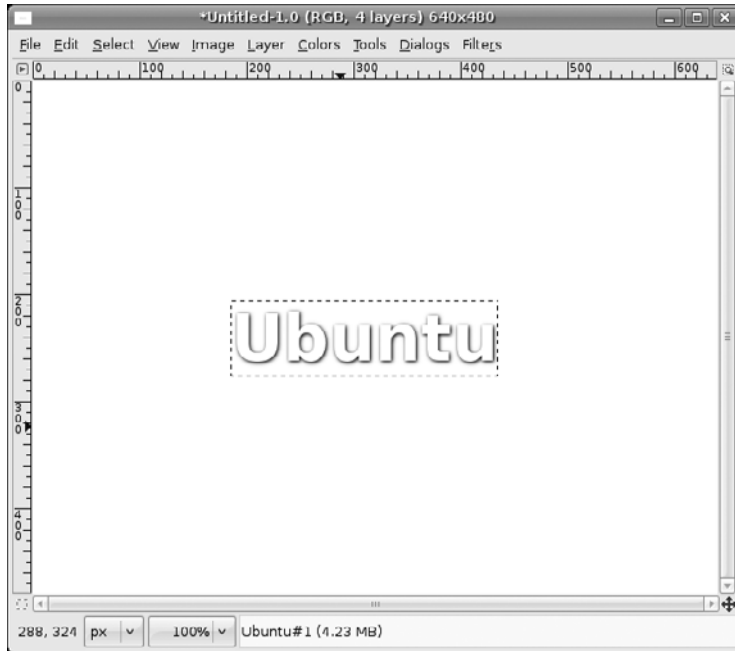 *Untitled-1.0 (RGB, 4 layers) 640x480
File Edit Select View Image Layer Colors Tools Dialogs Filters
0 100 200 300 400 500 600
0
100
200
300
400
Ubuntu
288, 324 px 100% Ubuntu#1 (4.23 MB)